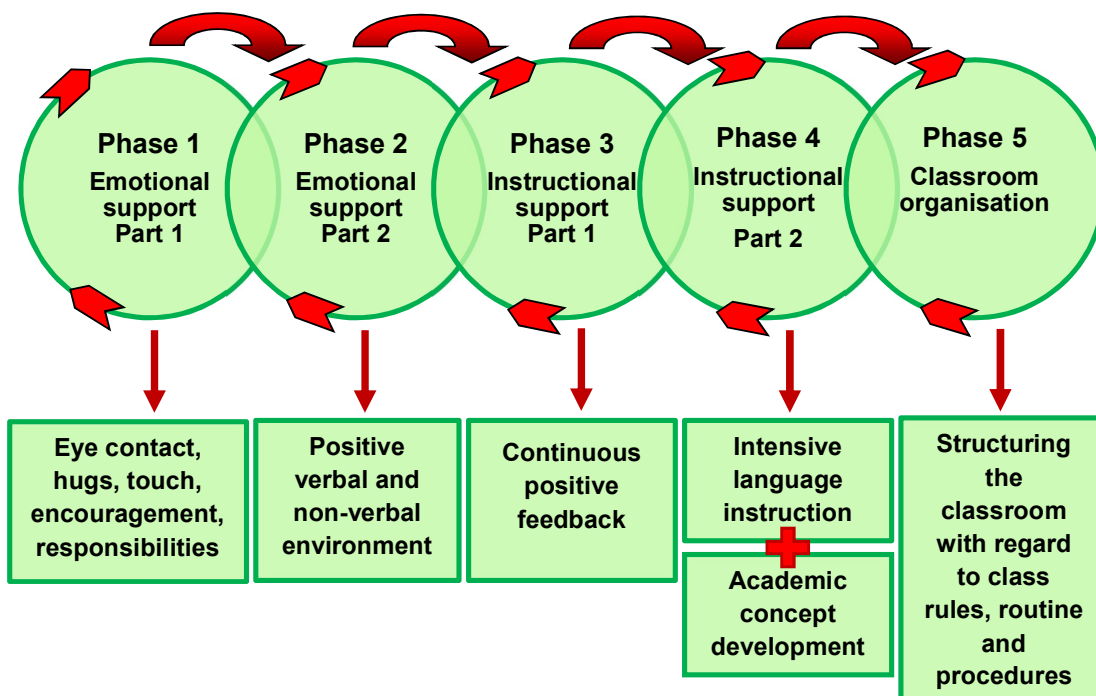 Phase 1
Emotional
support
Part 1
Phase 2
Emotional
support
Part 2
Phase 3
Instructional
support
Part 1
Phase 4
Instructional
support
Part 2
Phase 5
Classroom
organisation
Eye contact,
hugs, touch,
encouragement,
responsibilities
Positive
verbal and
non-verbal
environment
Continuous
positive
feedback
Intensive
language
instruction
Academic
concept
development
Structuring
the
classroom
with regard
to class
rules, routine
and
procedures